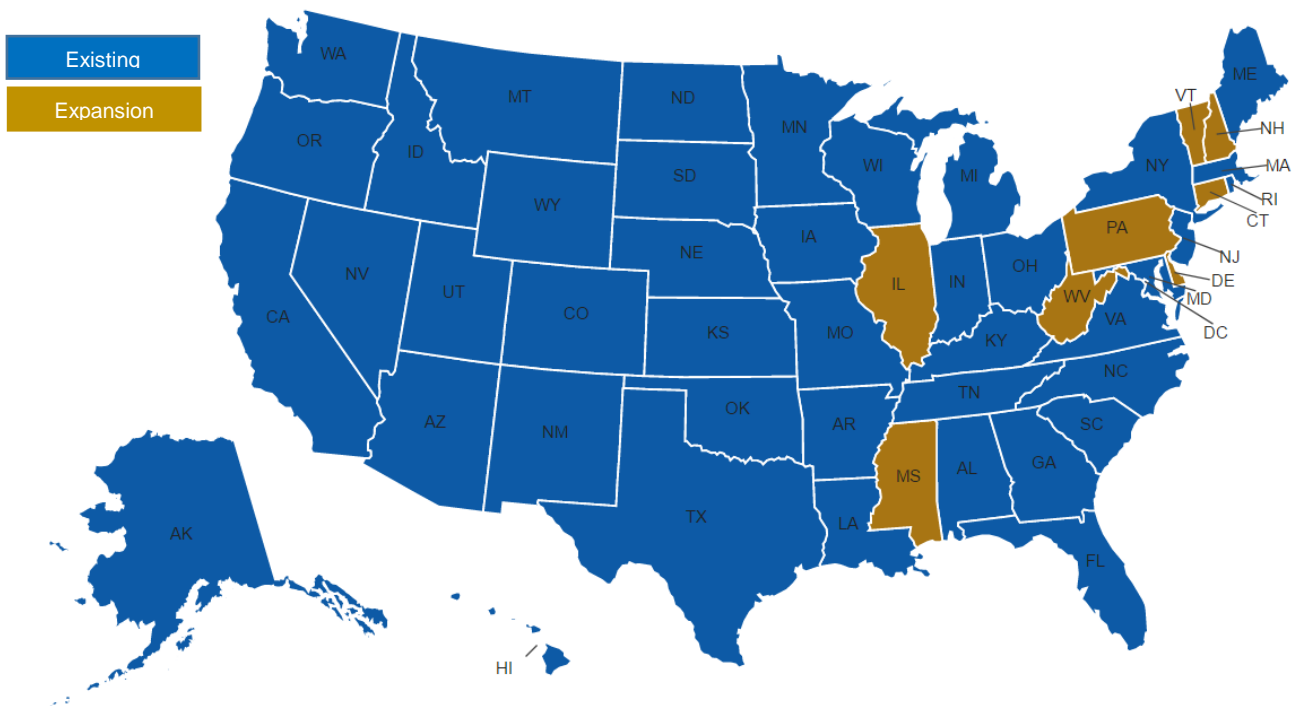 Existing
Expansion
WA
OR
ID
MT
ND
MN
SD
WY
WI
MI
NY
VT
ME
NH
MA
RI
CT
NJ
DE
MD
DC
PA
IA
NE
NV
UT
CO
CA
KS
MO
IL
IN
OH
WV
VA
KY
NC
TN
SC
GA
AL
MS
AR
OK
NM
AZ
TX
LA
FL
AK
HI